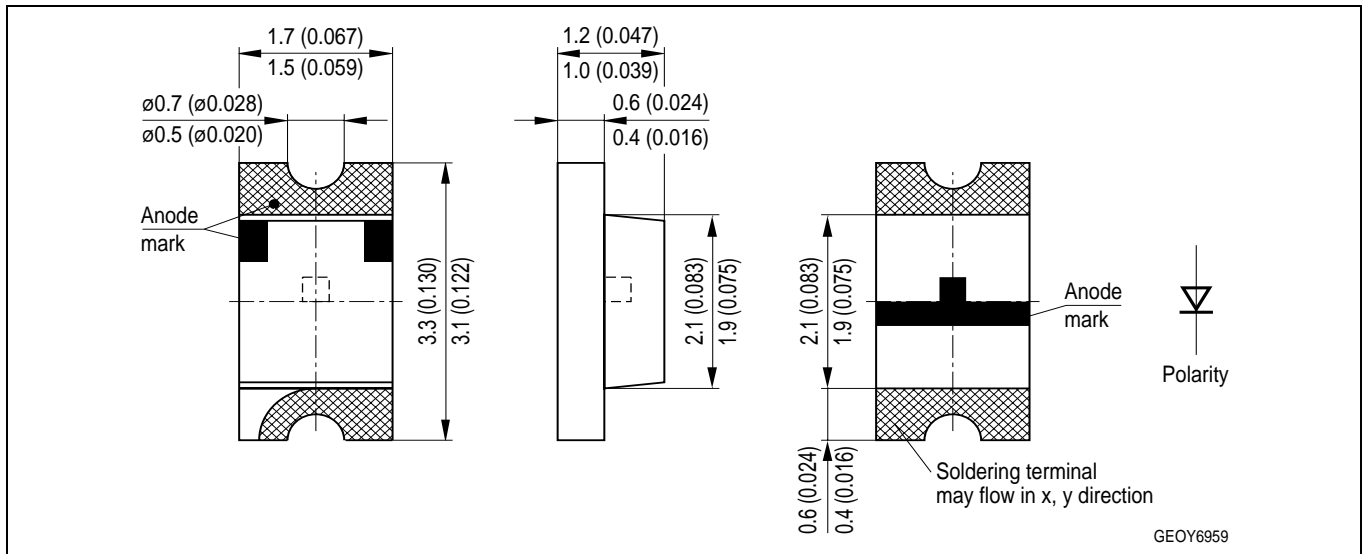 1.7 (0.067)
1.5 (0.059)
1.2 (0.047)
1.0 (0.039)
ø0.7 (ø0.028)
ø0.5 (ø0.020)
0.6 (0.024)
0.4 (0.016)
Anode
mark
3.3 (0.130)
3.1 (0.122)
2.1 (0.083)
1.9 (0.075)
2.1 (0.083)
1.9 (0.075)
Anode
mark
Polarity
0.6 (0.024)
0.4 (0.016)
Soldering terminal
may flow in x, y direction
GEOY6959